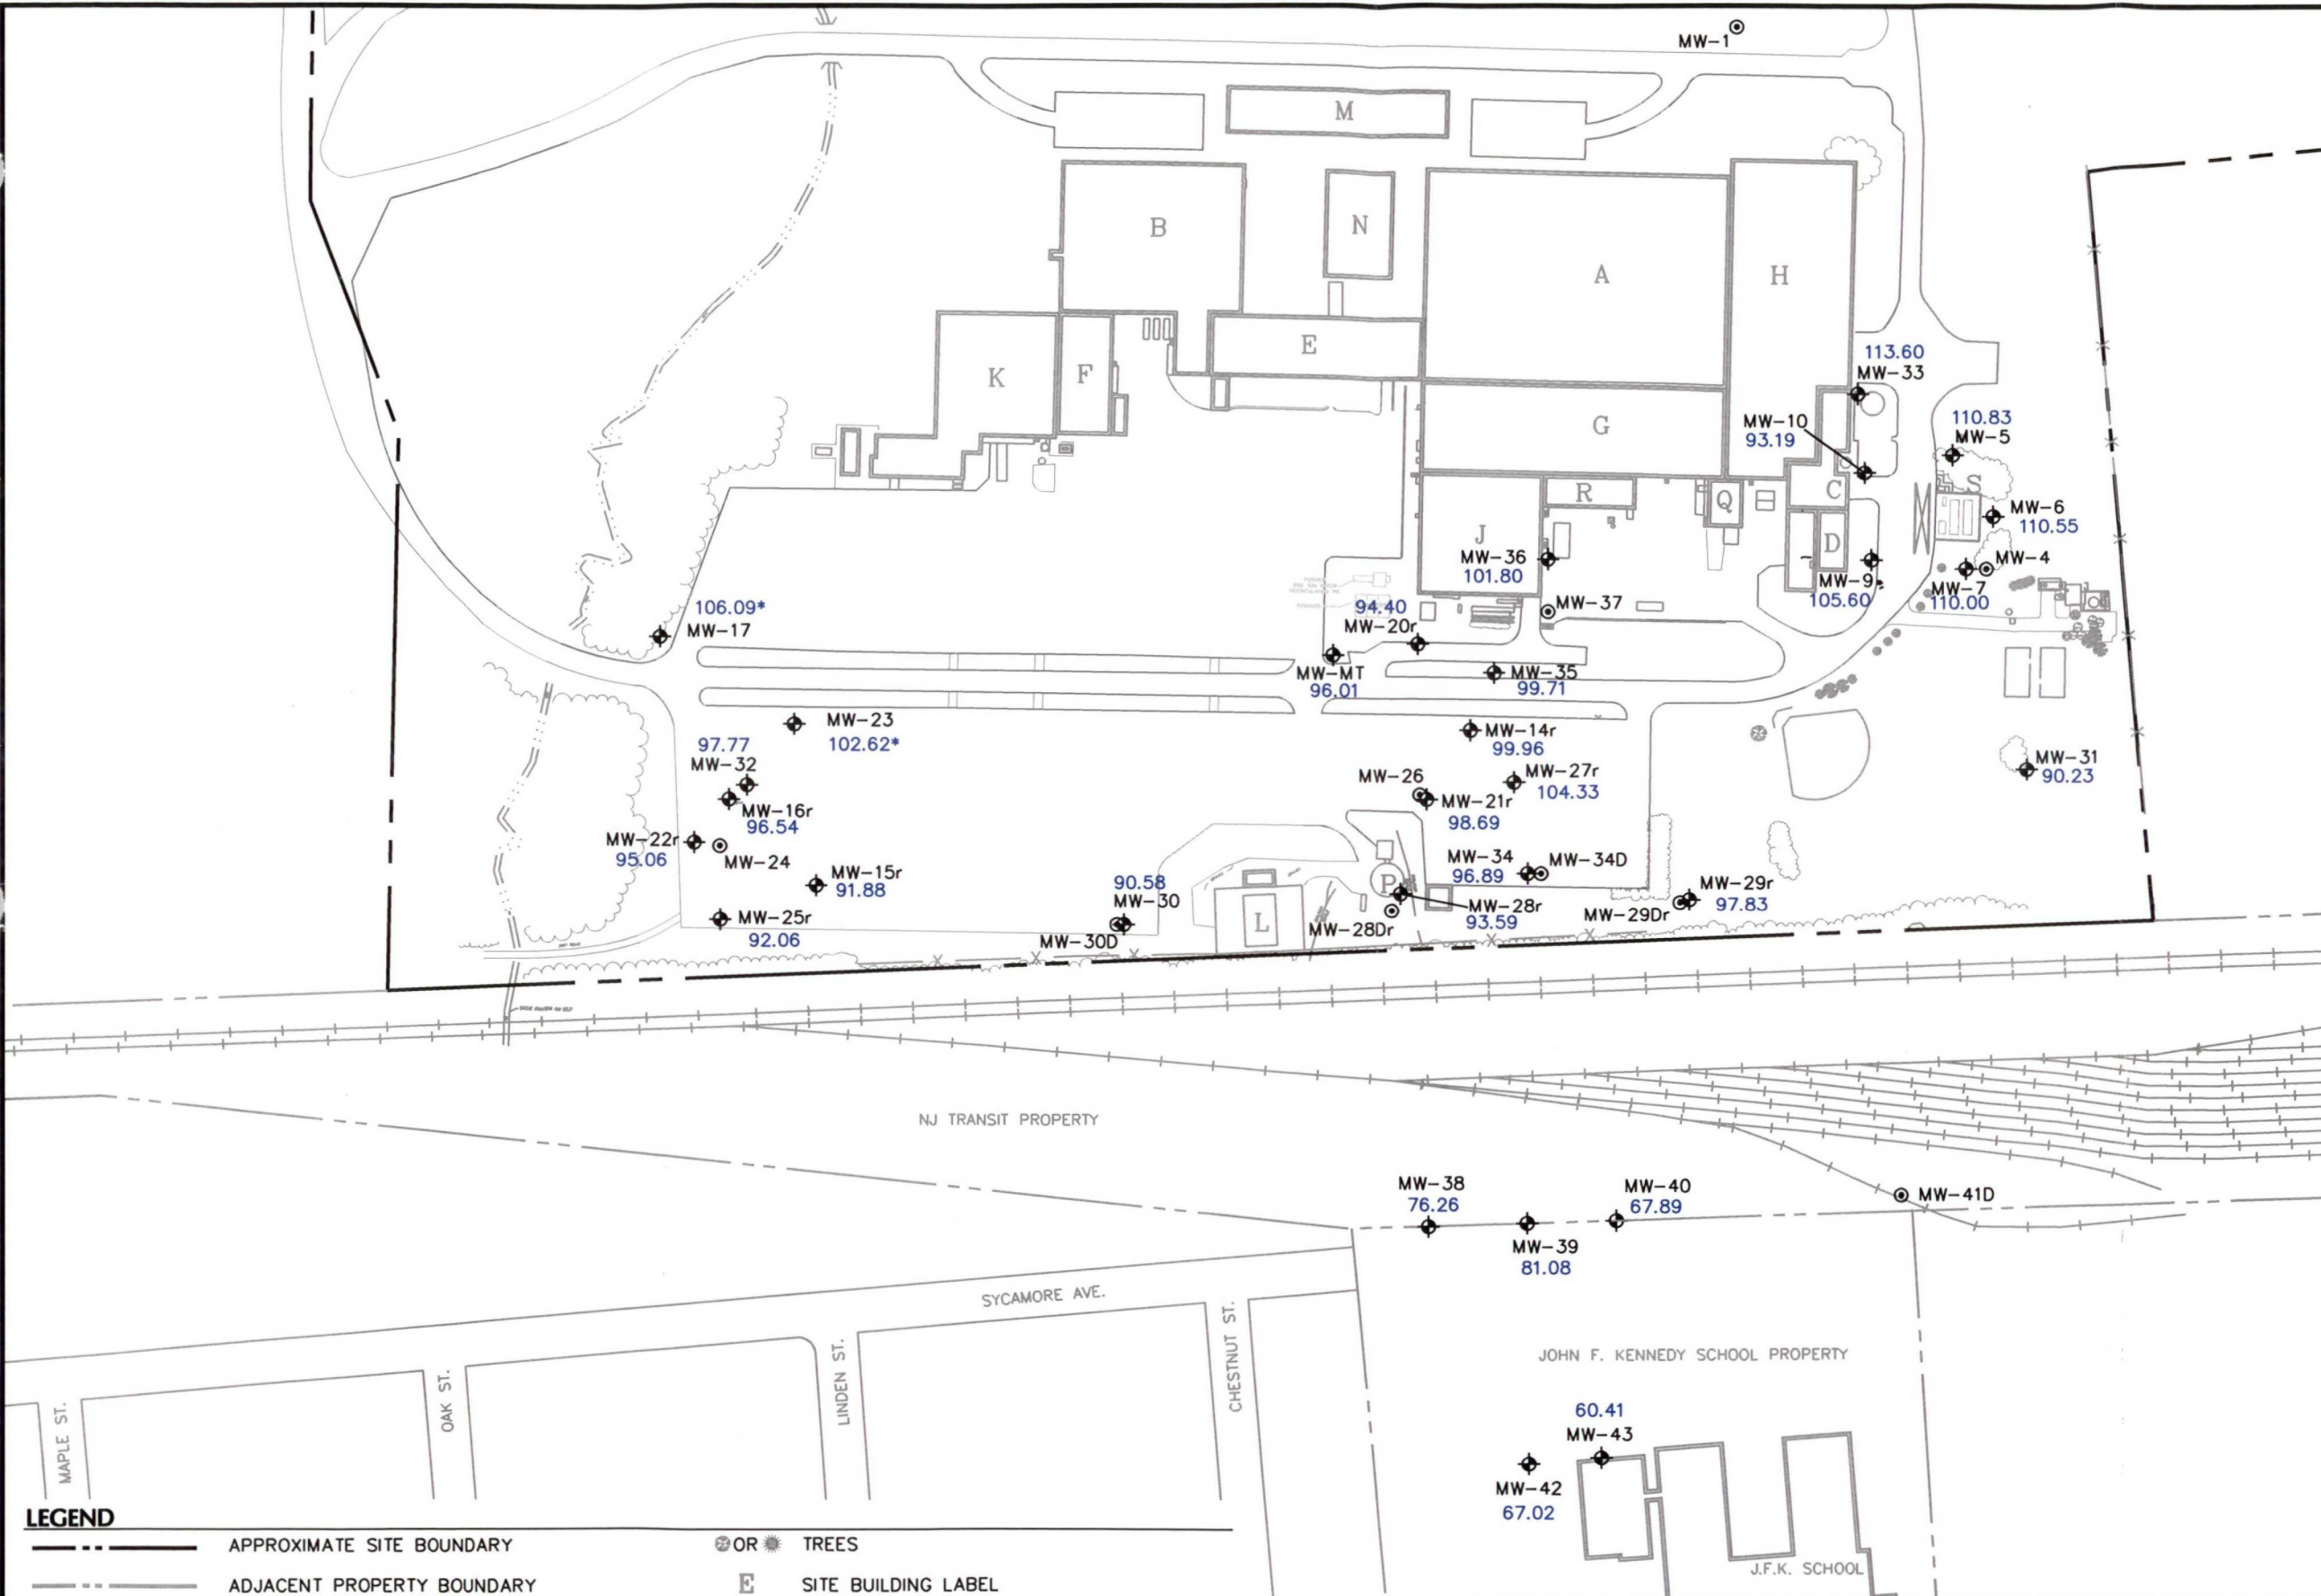 MW-1
M
B
N
A
H
E
K
F
G
113.60
MW-33
110.83
MW-5
MW-10
93.19
S
R
Q
C
MW-6
110.55
J
D
MW-36
101.80
MW-4
MW-9
105.60
MW-7
110.00
94.40
MW-37
106.09*
MW-17
MW-20r
MW-MT
96.01
MW-35
99.71
MW-23
102.62*
MW-14r
99.96
97.77
MW-32
MW-31
90.23
MW-26
MW-27r
104.33
MW-16r
96.54
MW-21r
98.69
MW-22r
95.06
MW-24
MW-15r
91.88
MW-34
96.89
MW-34D
90.58
MW-30
P
MW-29r
97.83
MW-28r
93.59
MW-29Dr
MW-25r
92.06
MW-30D
L
MW-28Dr
NJ TRANSIT PROPERTY
MW-38
76.26
MW-40
67.89
MW-41D
MW-39
81.08
SYCAMORE AVE.
CHESTNUT ST.
LINDEN ST.
OAK ST.
MAPLE ST.
JOHN F. KENNEDY SCHOOL PROPERTY
60.41
MW-43
MW-42
67.02
J.F.K. SCHOOL
LEGEND
APPROXIMATE SITE BOUNDARY
OR TREES
ADJACENT PROPERTY BOUNDARY
E SITE BUILDING LABEL